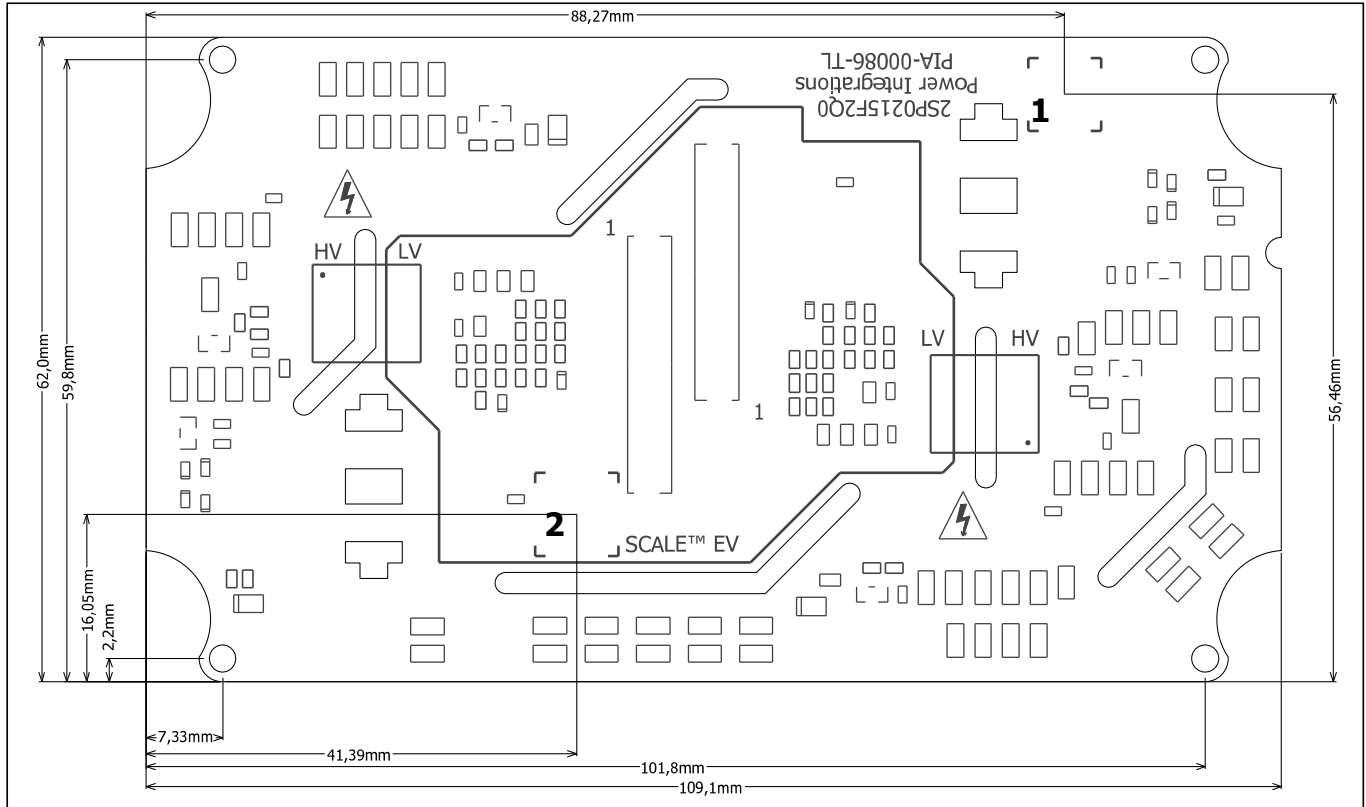 88,27mm
PIA-00086-TL
Power Integrations
2SP0215F2Q0
1
HV LV
1
LV HV
1
2
SCALE™ EV
62,0mm
59,8mm
16,05mm
2,2mm
56,46mm
7,33mm
41,39mm
101,8mm
109,1mm